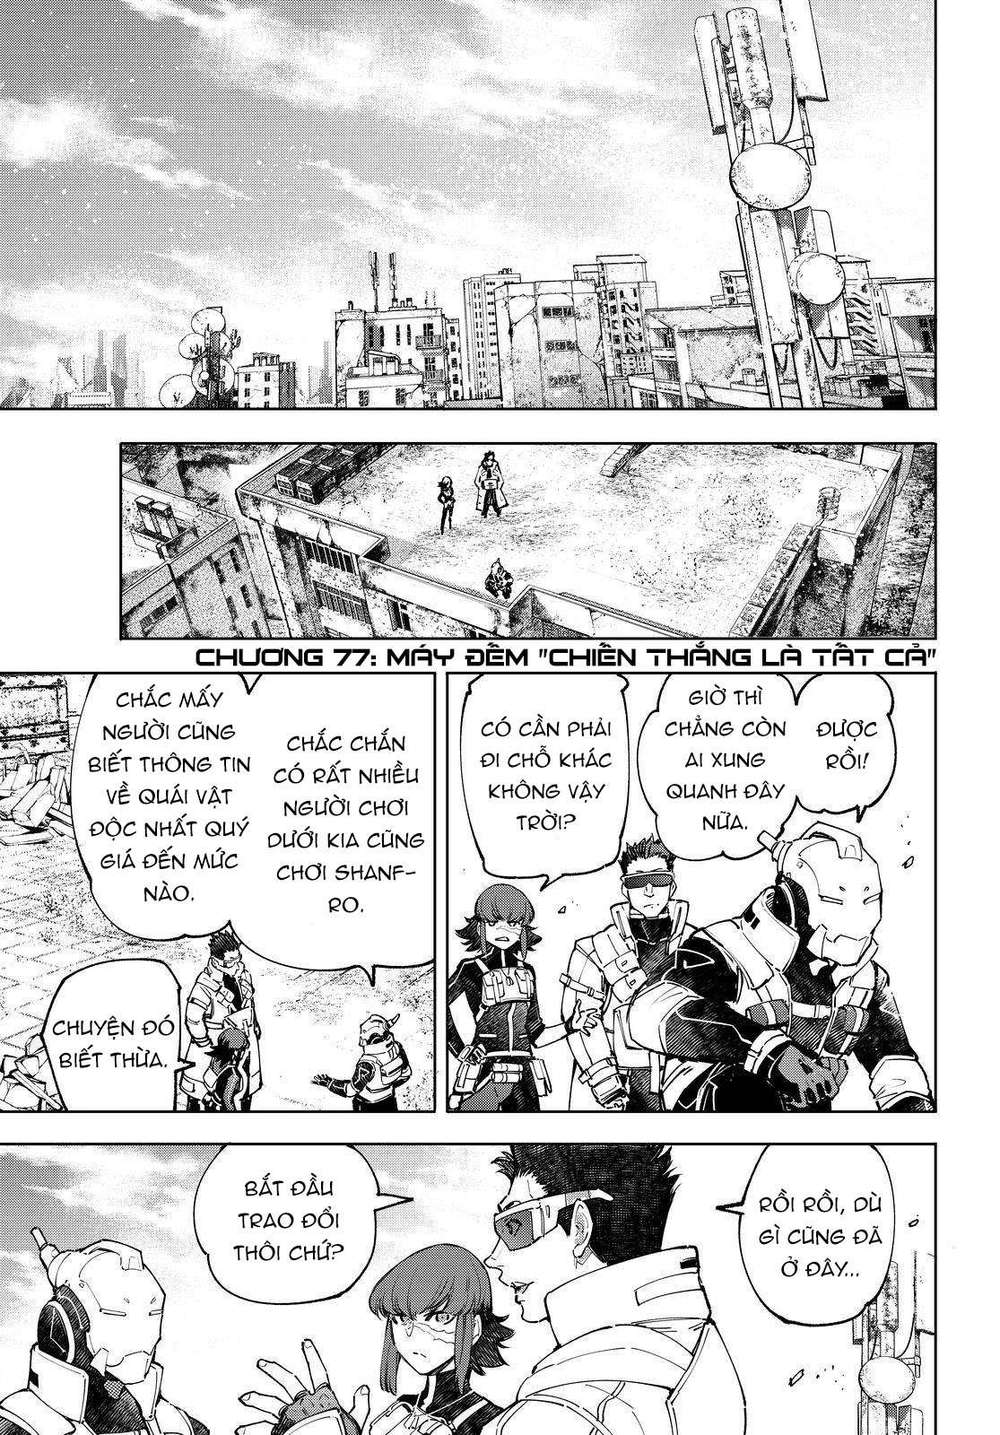 CHƯƠNG 77: MÁY ĐẾM "CHIẾN THẮNG LÀ TẤT CẢ"
ĐƯỢC
RỒI!
GIỜ THÌ
CHẲNG CÒN
AI XUNG
QUANH ĐÂY
NỮA.
CÓ CẦN PHẢI
ĐI CHỖ KHÁC
KHÔNG VẬY
TRỜI?
CHẮC CHẮN
CÓ RẤT NHIỀU
NGƯỜI CHƠI
DƯỚI KIA CŨNG
CHƠI SHANF-
RO.
CHẮC MẤY
NGƯỜI CŨNG
BIẾT THÔNG TIN
VỀ QUÁI VẬT
ĐỘC NHẤT QUÝ
GIÁ ĐẾN MỨC
NÀO.
CHUYỆN ĐÓ
BIẾT THỪA.
RỒI RỒI, DÙ
GÌ CŨNG ĐÃ
Ở ĐÂY...
BẮT ĐẦU
TRAO ĐỔI
THÔI CHỨ?